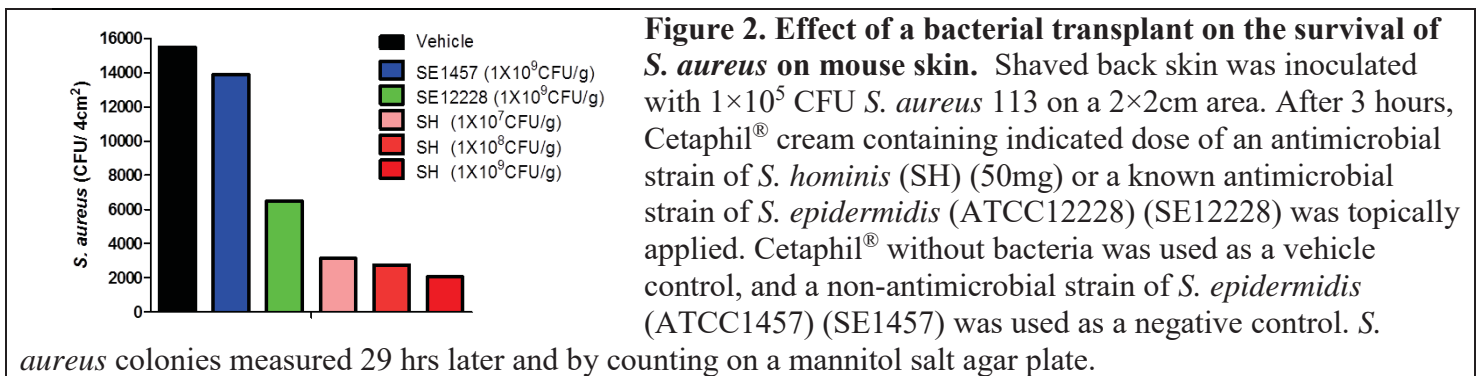 16000
14000
12000
10000
8000
6000
4000
2000
0
S. aureus (CFU/ 4cm²)
Vehicle
SE1457 (1X10⁹CFU/g)
SE12228 (1X10⁹CFU/g)
SH (1X10⁷CFU/g)
SH (1X10⁸CFU/g)
SH (1X10⁹CFU/g)
Figure 2. Effect of a bacterial transplant on the survival of
S. aureus on mouse skin. Shaved back skin was inoculated
with 1×10⁵ CFU S. aureus 113 on a 2×2cm area. After 3 hours,
Cetaphil® cream containing indicated dose of an antimicrobial
strain of S. hominis (SH) (50mg) or a known antimicrobial
strain of S. epidermidis (ATCC12228) (SE12228) was topically
applied. Cetaphil® without bacteria was used as a vehicle
control, and a non-antimicrobial strain of S. epidermidis
(ATCC1457) (SE1457) was used as a negative control. S.
aureus colonies measured 29 hrs later and by counting on a mannitol salt agar plate.